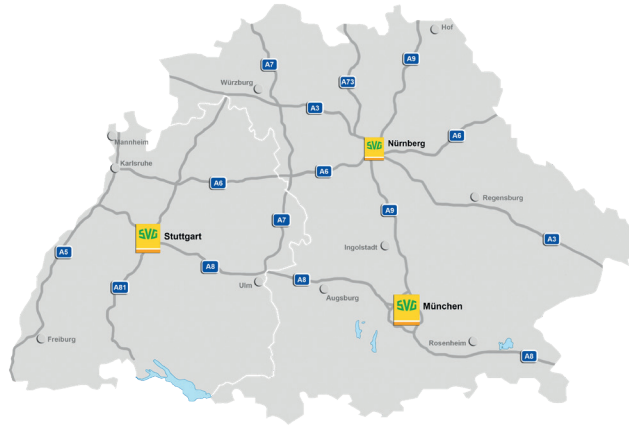 Hof
A9
A7
A73
Würzburg
A3
Mannheim
SVG
Nürnberg
A6
Karlsruhe
A6
A6
Regensburg
A9
A7
SVG
Stuttgart
A3
Ingolstadt
A5
A8
A8
A81
Ulm
Augsburg
SVG
München
Freiburg
Rosenheim
A8